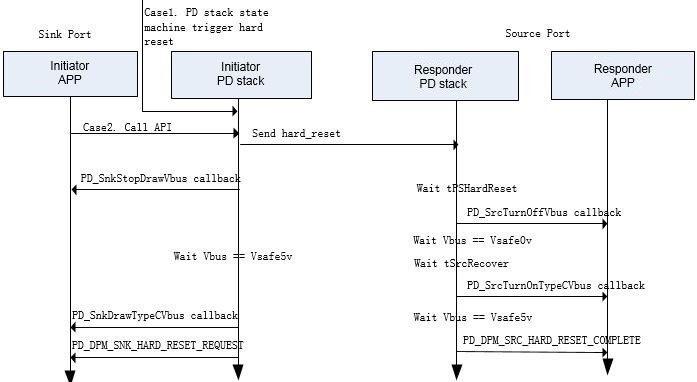 Case1. PD stack state
machine trigger hard
reset
Sink Port
Source Port
Initiator
APP
Initiator
PD stack
Responder
PD stack
Responder
APP
Case2. Call API
Send hard_reset
PD_SnkStopDrawVbus callback
Wait tPSHardReset
PD_SrcTurnOffVbus callback
Wait Vbus == Vsafe0v
Wait Vbus == Vsafe5v
Wait tSrcRecover
PD_SrcTurnOnTypeCVbus callback
PD_SnkDrawTypeCVbus callback
Wait Vbus == Vsafe5v
PD_DPM_SNK_HARD_RESET_REQUEST
PD_DPM_SRC_HARD_RESET_COMPLETE